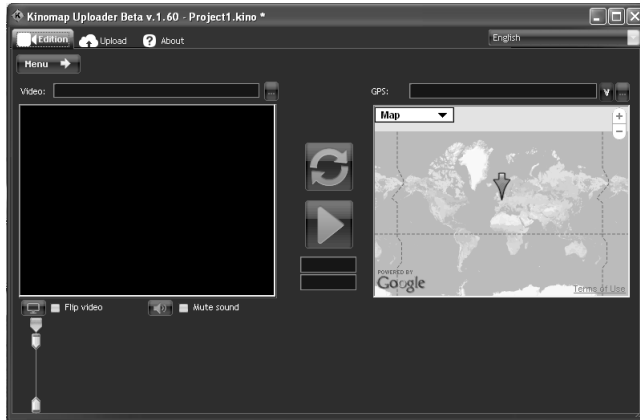 Kinomap Uploader Beta v.1.60 - Project1.kino *
Edition Upload ? About English
Menu
Video: ... GPS: V ...
Map
+
−
POWERED BY
Google
Terms of Use
Flip video Mute sound